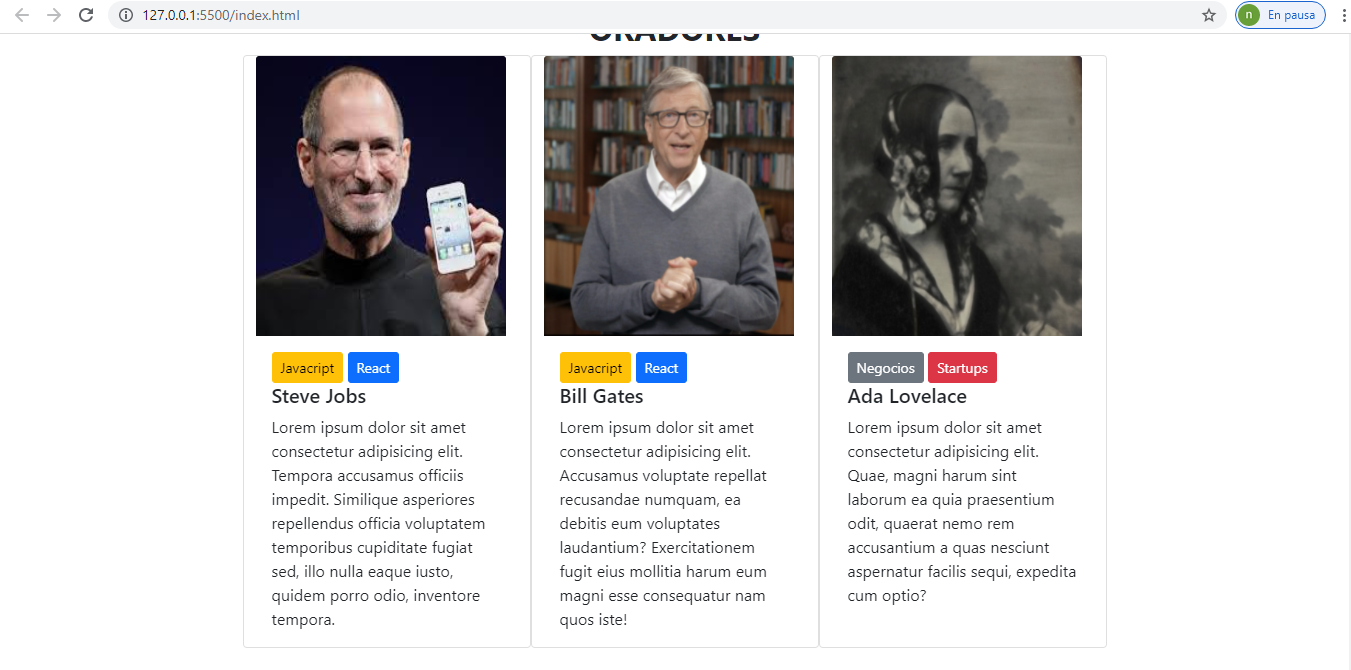 127.0.0.1:5500/index.html
n En pausa
ORADORES
Javacript React
Steve Jobs
Lorem ipsum dolor sit amet
consectetur adipisicing elit.
Tempora accusamus officiis
impedit. Similique asperiores
repellendus officia voluptatem
temporibus cupiditate fugiat
sed, illo nulla eaque iusto,
quidem porro odio, inventore
tempora.
Javacript React
Bill Gates
Lorem ipsum dolor sit amet
consectetur adipisicing elit.
Accusamus voluptate repellat
recusandae numquam, ea
debitis eum voluptates
laudantium? Exercitationem
fugit eius mollitia harum eum
magni esse consequatur nam
quos iste!
Negocios Startups
Ada Lovelace
Lorem ipsum dolor sit amet
consectetur adipisicing elit.
Quae, magni harum sint
laborum ea quia praesentium
odit, quaerat nemo rem
accusantium a quas nesciunt
aspernatur facilis sequi, expedita
cum optio?